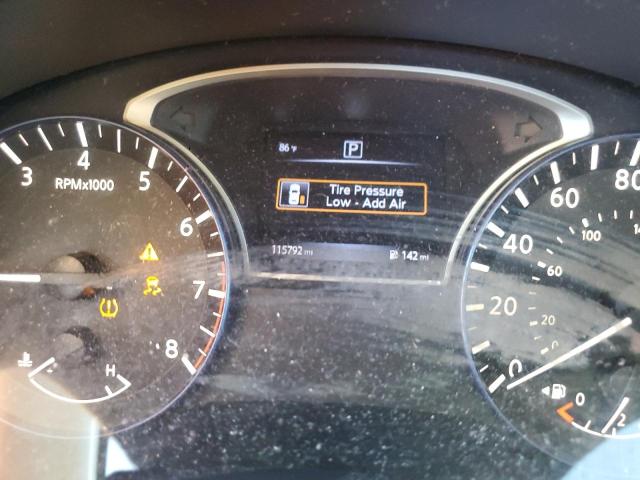 86°F P
Tire Pressure
Low - Add Air
115792 mi 142 mi
3 4 5 6 7 8
RPMx1000
H
0 20 40 60 80
20 60 100
0